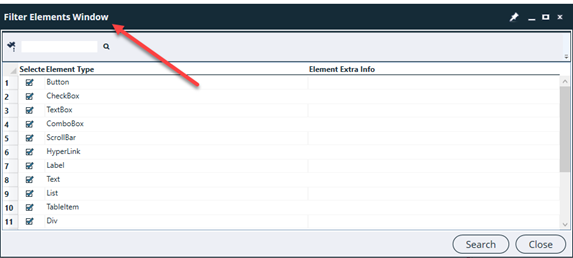 Filter Elements Window
Selecte Element Type Element Extra Info
1 Button
2 CheckBox
3 TextBox
4 ComboBox
5 ScrollBar
6 HyperLink
7 Label
8 Text
9 List
10 TableItem
11 Div
Search Close